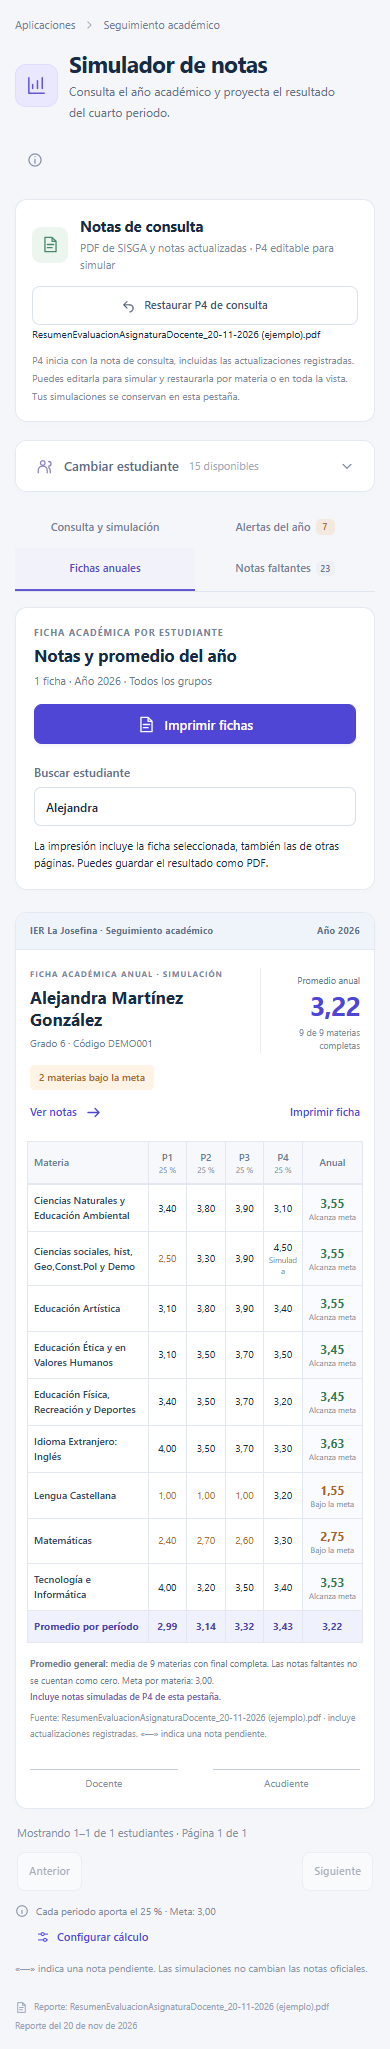 Aplicaciones > Seguimiento académico
Simulador de notas
Consulta el año académico y proyecta el resultado
del cuarto periodo.
Notas de consulta
PDF de SISGA y notas actualizadas · P4 editable para
simular
Restaurar P4 de consulta
ResumenEvaluacionAsignaturaDocente_20-11-2026 (ejemplo).pdf
P4 inicia con la nota de consulta, incluidas las actualizaciones registradas.
Puedes editarla para simular y restaurarla por materia o en toda la vista.
Tus simulaciones se conservan en esta pestaña.
Cambiar estudiante 15 disponibles
Consulta y simulación Alertas del año 7
Fichas anuales Notas faltantes 23
FICHA ACADÉMICA POR ESTUDIANTE
Notas y promedio del año
1 ficha · Año 2026 · Todos los grupos
Imprimir fichas
Buscar estudiante
Alejandra
La impresión incluye la ficha seleccionada, también las de otras
páginas. Puedes guardar el resultado como PDF.
IER La Josefina · Seguimiento académico Año 2026
FICHA ACADÉMICA ANUAL · SIMULACIÓN
Alejandra Martínez
González
Grado 6 · Código DEMO001
2 materias bajo la meta
Promedio anual
3,22
9 de 9 materias
completas
Ver notas → Imprimir ficha
Materia P1 P2 P3 P4 Anual
25 % 25 % 25 % 25 %
Ciencias Naturales y
Educación Ambiental 3,40 3,80 3,90 3,10 3,55
Alcanza meta
Ciencias sociales, hist,
Geo,Const.Pol y Demo 2,50 3,30 3,90 4,50 3,55
Simulad
a
Alcanza meta
Educación Artística 3,10 3,80 3,90 3,40 3,55
Alcanza meta
Educación Ética y en
Valores Humanos 3,10 3,50 3,70 3,50 3,45
Alcanza meta
Educación Física,
Recreación y Deportes 3,40 3,50 3,70 3,20 3,45
Alcanza meta
Idioma Extranjero:
Inglés 4,00 3,50 3,70 3,30 3,63
Alcanza meta
Lengua Castellana 1,00 1,00 1,00 3,20 1,55
Bajo la meta
Matemáticas 2,40 2,70 2,60 3,30 2,75
Bajo la meta
Tecnología e
Informática 4,00 3,20 3,50 3,40 3,53
Alcanza meta
Promedio por período 2,99 3,14 3,32 3,43 3,22
Promedio general: media de 9 materias con final completa. Las notas faltantes no
se cuentan como cero. Meta por materia: 3,00.
Incluye notas simuladas de P4 de esta pestaña.
Fuente: ResumenEvaluacionAsignaturaDocente_20-11-2026 (ejemplo).pdf · incluye
actualizaciones registradas. «—» indica una nota pendiente.
Docente Acudiente
Mostrando 1–1 de 1 estudiantes · Página 1 de 1
Anterior Siguiente
Cada periodo aporta el 25 % · Meta: 3,00
Configurar cálculo
«—» indica una nota pendiente. Las simulaciones no cambian las notas oficiales.
Reporte: ResumenEvaluacionAsignaturaDocente_20-11-2026 (ejemplo).pdf
Reporte del 20 de nov de 2026